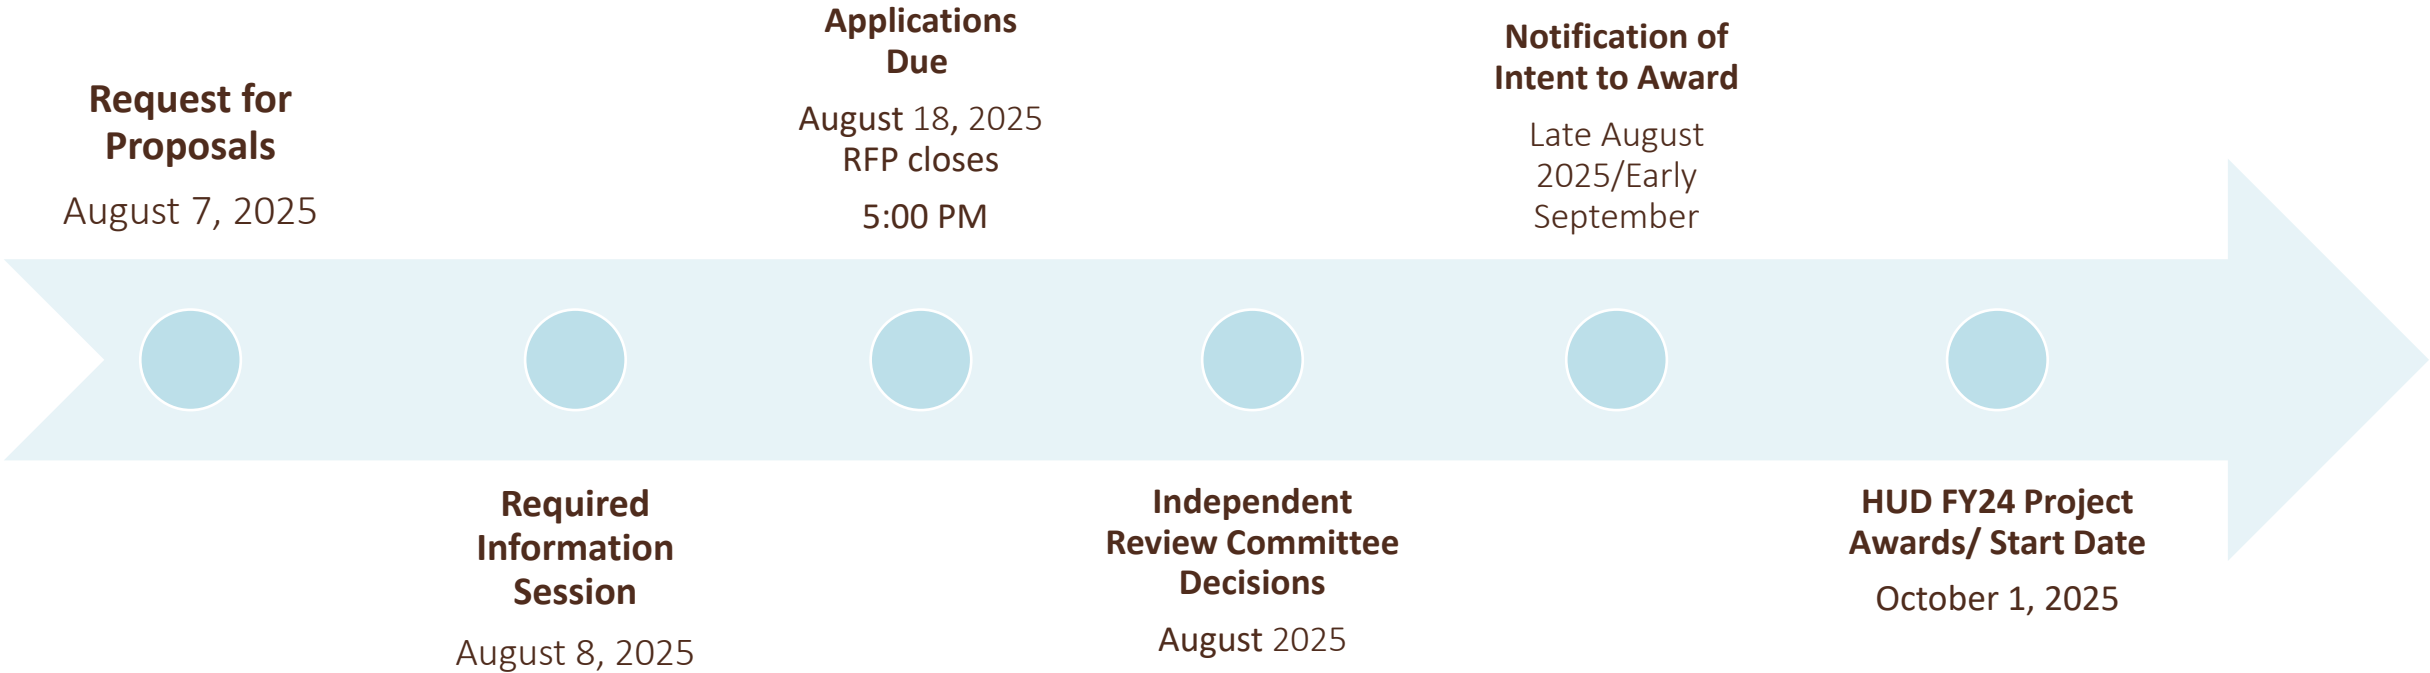 Request for
Proposals
August 7, 2025
Required
Information
Session
August 8, 2025
Applications
Due
August 18, 2025
RFP closes
5:00 PM
Independent
Review Committee
Decisions
August 2025
Notification of
Intent to Award
Late August
2025/Early
September
HUD FY24 Project
Awards/ Start Date
October 1, 2025